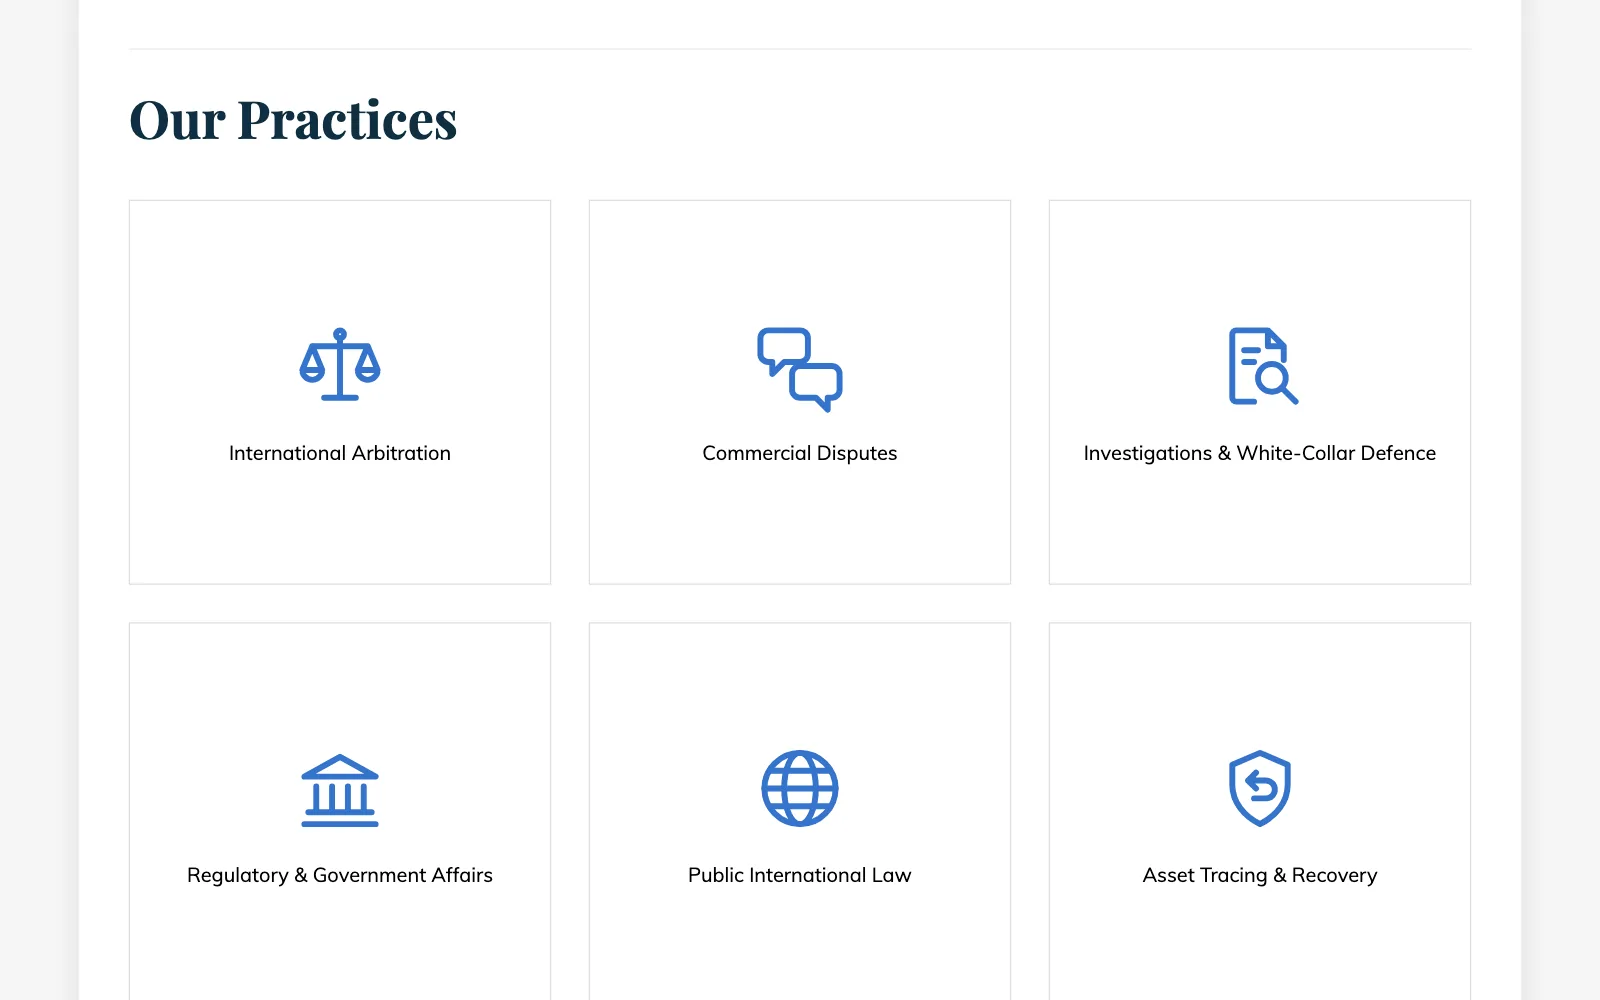 Our Practices
International Arbitration
Commercial Disputes
Investigations & White-Collar Defence
Regulatory & Government Affairs
Public International Law
Asset Tracing & Recovery